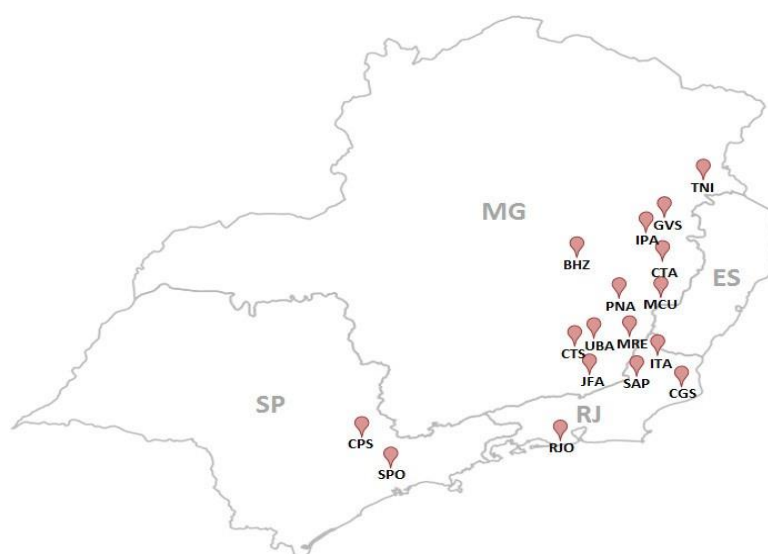 TNI
MG
GVS
IPA
BHZ
CTA
ES
PNA
MCU
UBA
MRE
CTS
ITA
JFA
SAP
CGS
SP
RJ
CPS
RJO
SPO